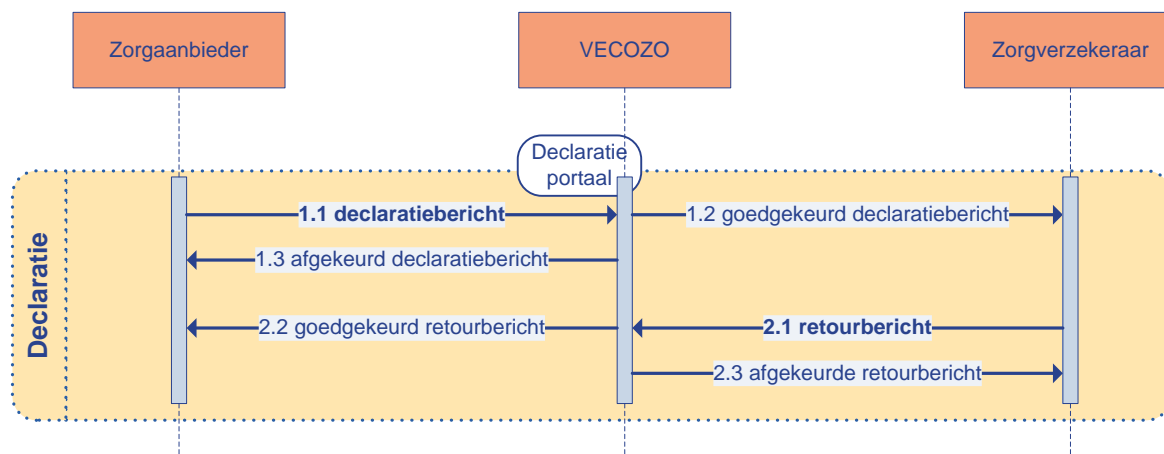 Zorgaanbieder
VECOZO
Zorgverzekeraar
Declaratie
portaal
Declaratie
1.1 declaratiebericht
1.2 goedgekeurd declaratiebericht
1.3 afgekeurd declaratiebericht
2.2 goedgekeurd retourbericht
2.1 retourbericht
2.3 afgekeurde retourbericht